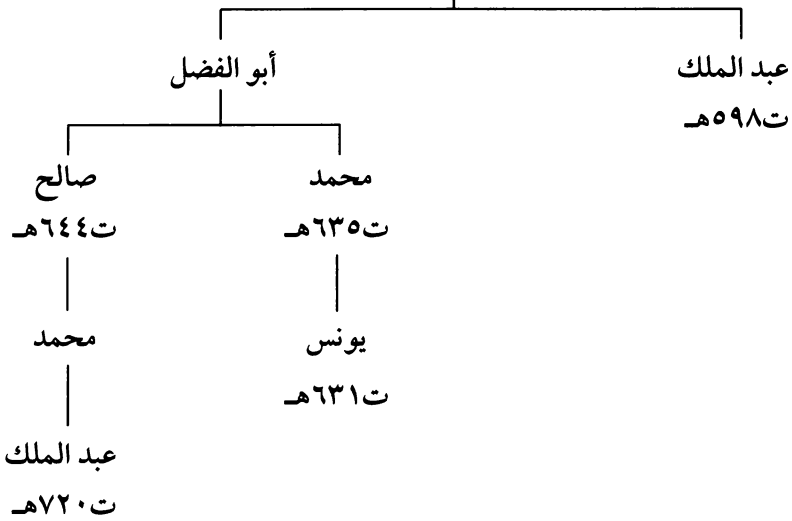 عبد الملك
ت٥٩٨هـ
أبو الفضل
محمد
ت٦٣٥هـ
يونس
ت٦٣١هـ
صالح
ت٦٤٤هـ
محمد
عبد الملك
ت٧٢٠هـ